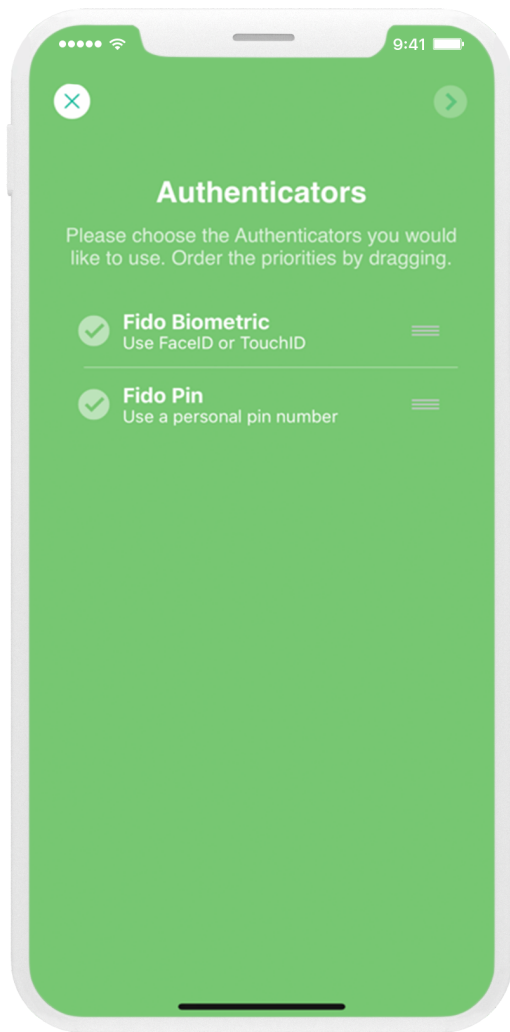 9:41
Authenticators
Please choose the Authenticators you would
like to use. Order the priorities by dragging.
Fido Biometric
Use FaceID or TouchID
Fido Pin
Use a personal pin number